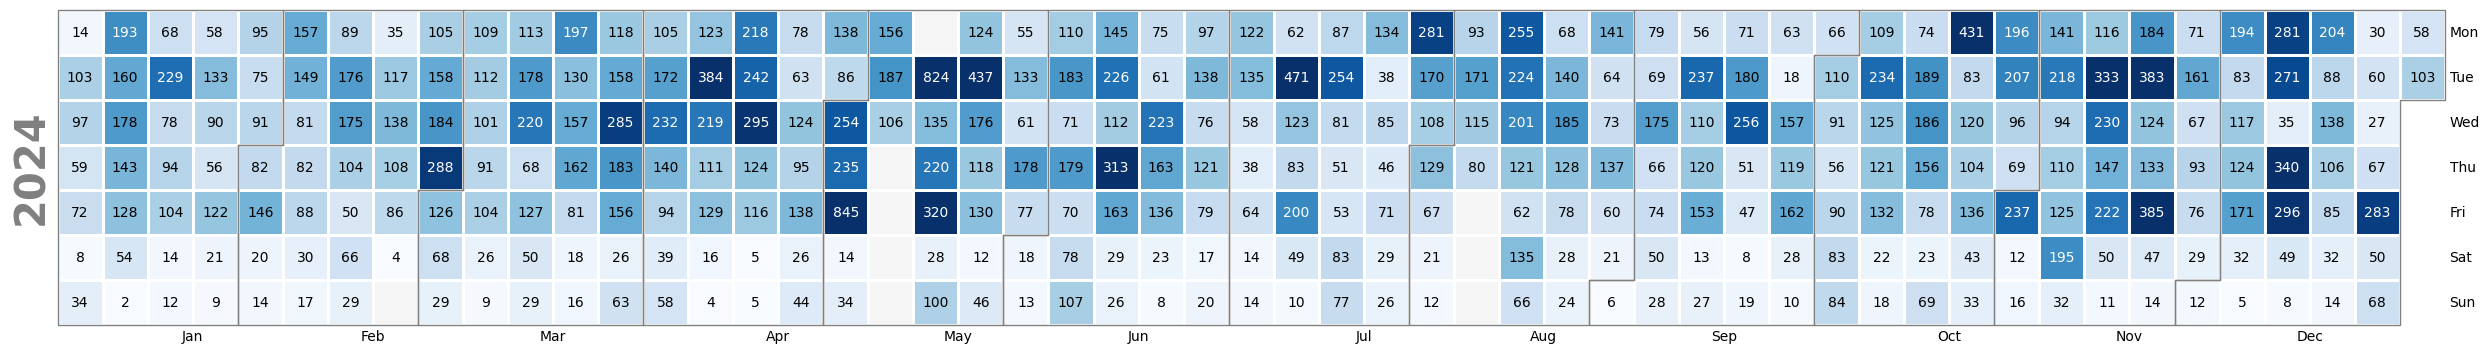 14 193 68 58 95 157 89 35 105 109 113 197 118 105 123 218 78 138 156 124 55 110 145 75 97 122 62 87 134 281 93 255 68 141 79 56 71 63 66 109 74 431 196 141 116 184 71 194 281 204 30 58 Mon
103 160 229 133 75 149 176 117 158 112 178 130 158 172 384 242 63 86 187 824 437 133 183 226 61 138 135 471 254 38 170 171 224 140 64 69 237 180 18 110 234 189 83 207 218 333 383 161 83 271 88 60 103 Tue
97 178 78 90 91 81 175 138 184 101 220 157 285 232 219 295 124 254 106 135 176 61 71 112 223 76 58 123 81 85 108 115 201 185 73 175 110 256 157 91 125 186 120 96 94 230 124 67 117 35 138 27 Wed
59 143 94 56 82 82 104 108 288 91 68 162 183 140 111 124 95 235 220 118 178 179 313 163 121 38 83 51 46 129 80 121 128 137 66 120 51 119 56 121 156 104 69 110 147 133 93 124 340 106 67 Thu
72 128 104 122 146 88 50 86 126 104 127 81 156 94 129 116 138 845 320 130 77 70 163 136 79 64 200 53 71 67 62 78 60 74 153 47 162 90 132 78 136 237 125 222 385 76 171 296 85 283 Fri
8 54 14 21 20 30 66 4 68 26 50 18 26 39 16 5 26 14 28 12 18 78 29 23 17 14 49 83 29 21 135 28 21 50 13 8 28 83 22 23 43 12 195 50 47 29 32 49 32 50 Sat
34 2 12 9 14 17 29 29 9 29 16 63 58 4 5 44 34 100 46 13 107 26 8 20 14 10 77 26 12 66 24 6 28 27 19 10 84 18 69 33 16 32 11 14 12 5 8 14 68 Sun
Jan Feb Mar Apr May Jun Jul Aug Sep Oct Nov Dec
2024